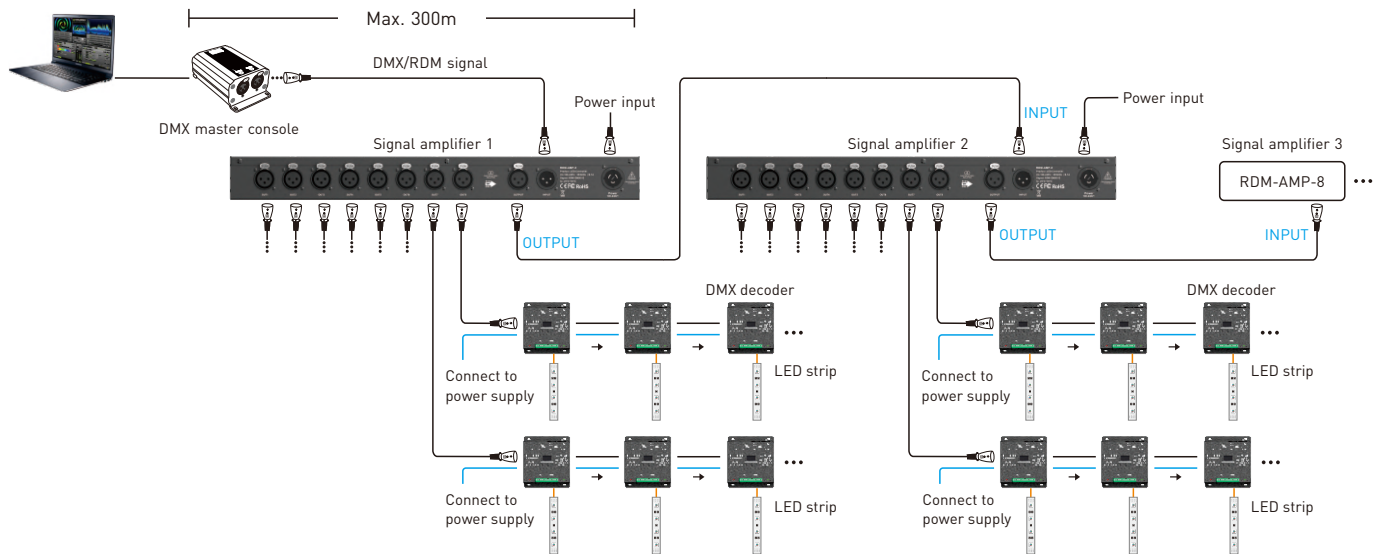 Max. 300m
DMX/RDM signal
Power input
INPUT
Power input
DMX master console
Signal amplifier 1
Signal amplifier 2
Signal amplifier 3
RDM-AMP-8
OUTPUT
OUTPUT
INPUT
DMX decoder
DMX decoder
Connect to
power supply
LED strip
Connect to
power supply
LED strip
Connect to
power supply
LED strip
Connect to
power supply
LED strip